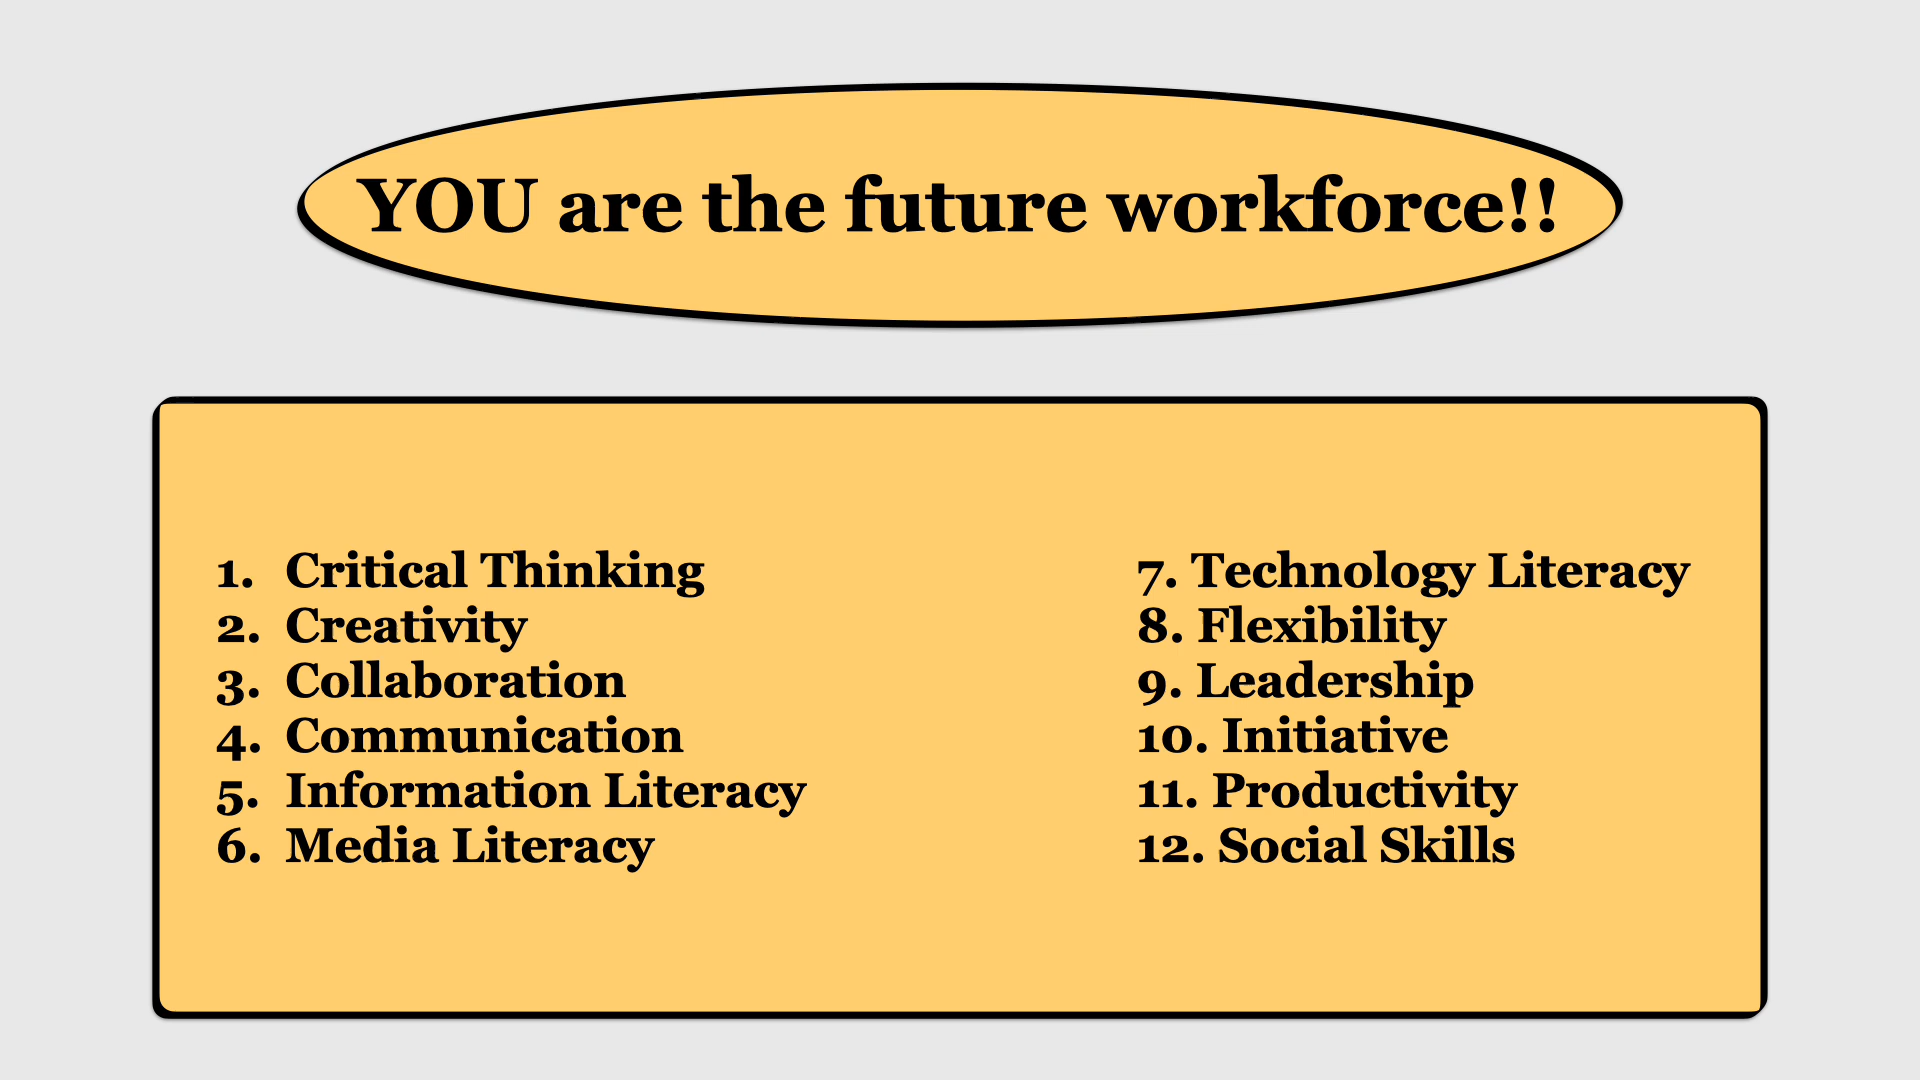 YOU are the future workforce!!
1. Critical Thinking
2. Creativity
3. Collaboration
4. Communication
5. Information Literacy
6. Media Literacy
7. Technology Literacy
8. Flexibility
9. Leadership
10. Initiative
11. Productivity
12. Social Skills